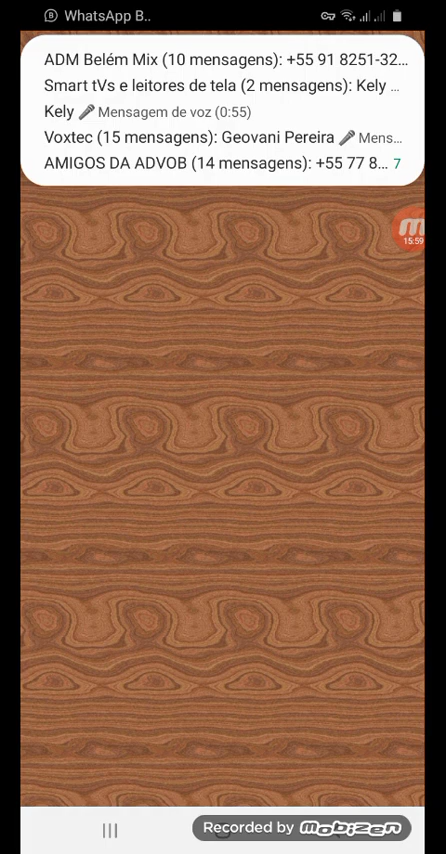 WhatsApp B..
ADM Belém Mix (10 mensagens): +55 91 8251-32...
Smart tVs e leitores de tela (2 mensagens): Kely ...
Kely Mensagem de voz (0:55)
Voxtec (15 mensagens): Geovani Pereira Mens...
AMIGOS DA ADVOB (14 mensagens): +55 77 8... 7
15:59
Recorded by mobizen